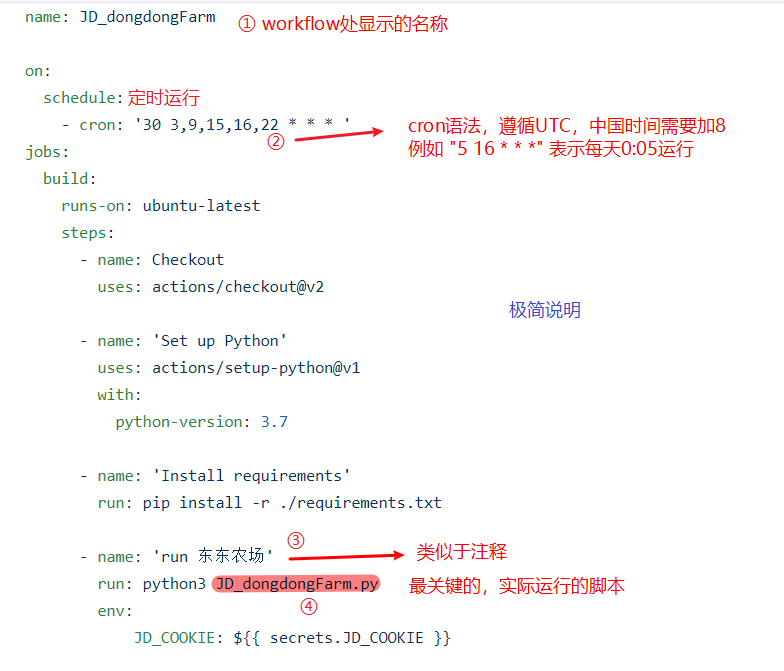 name: JD_dongdongFarm
① workflow处显示的名称
on:
schedule: 定时运行
- cron: '30 3,9,15,16,22 * * * '
②
cron语法，遵循UTC，中国时间需要加8
例如 "5 16 * * *" 表示每天0:05运行
jobs:
build:
runs-on: ubuntu-latest
steps:
- name: Checkout
uses: actions/checkout@v2
极简说明
- name: 'Set up Python'
uses: actions/setup-python@v1
with:
python-version: 3.7
- name: 'Install requirements'
run: pip install -r ./requirements.txt
- name: 'run 东东农场'
③
类似于注释
run: python3 JD_dongdongFarm.py
最关键的，实际运行的脚本
④
env:
JD_COOKIE: ${{ secrets.JD_COOKIE }}